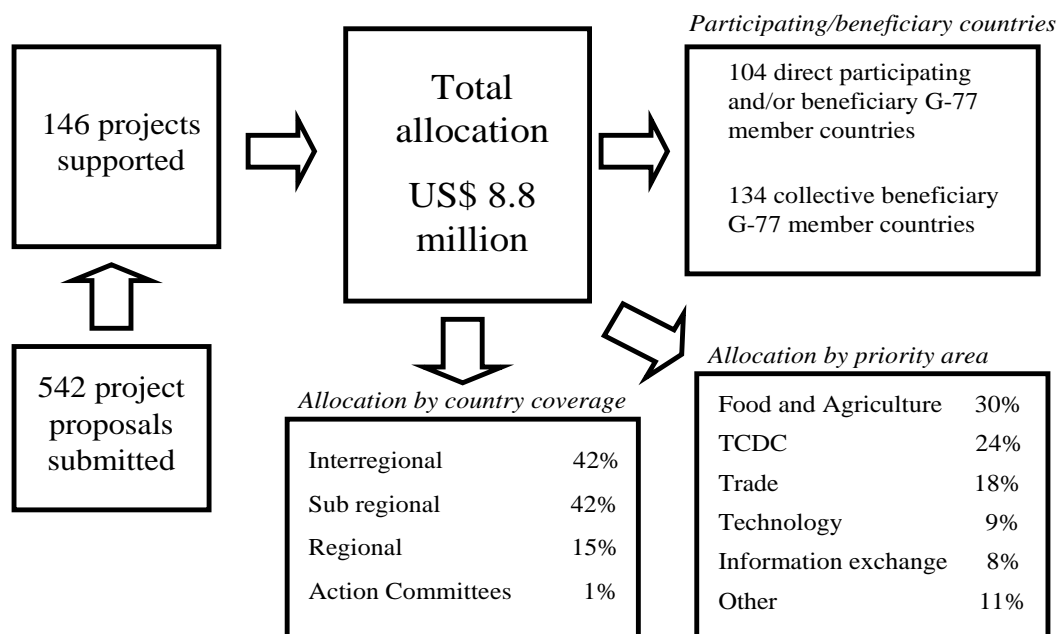 Participating/beneficiary countries
146 projects
supported
Total
allocation
US$ 8.8
million
104 direct participating
and/or beneficiary G-77
member countries
134 collective beneficiary
G-77 member countries
542 project
proposals
submitted
Allocation by country coverage
Interregional 42%
Sub regional 42%
Regional 15%
Action Committees 1%
Allocation by priority area
Food and Agriculture 30%
TCDC 24%
Trade 18%
Technology 9%
Information exchange 8%
Other 11%